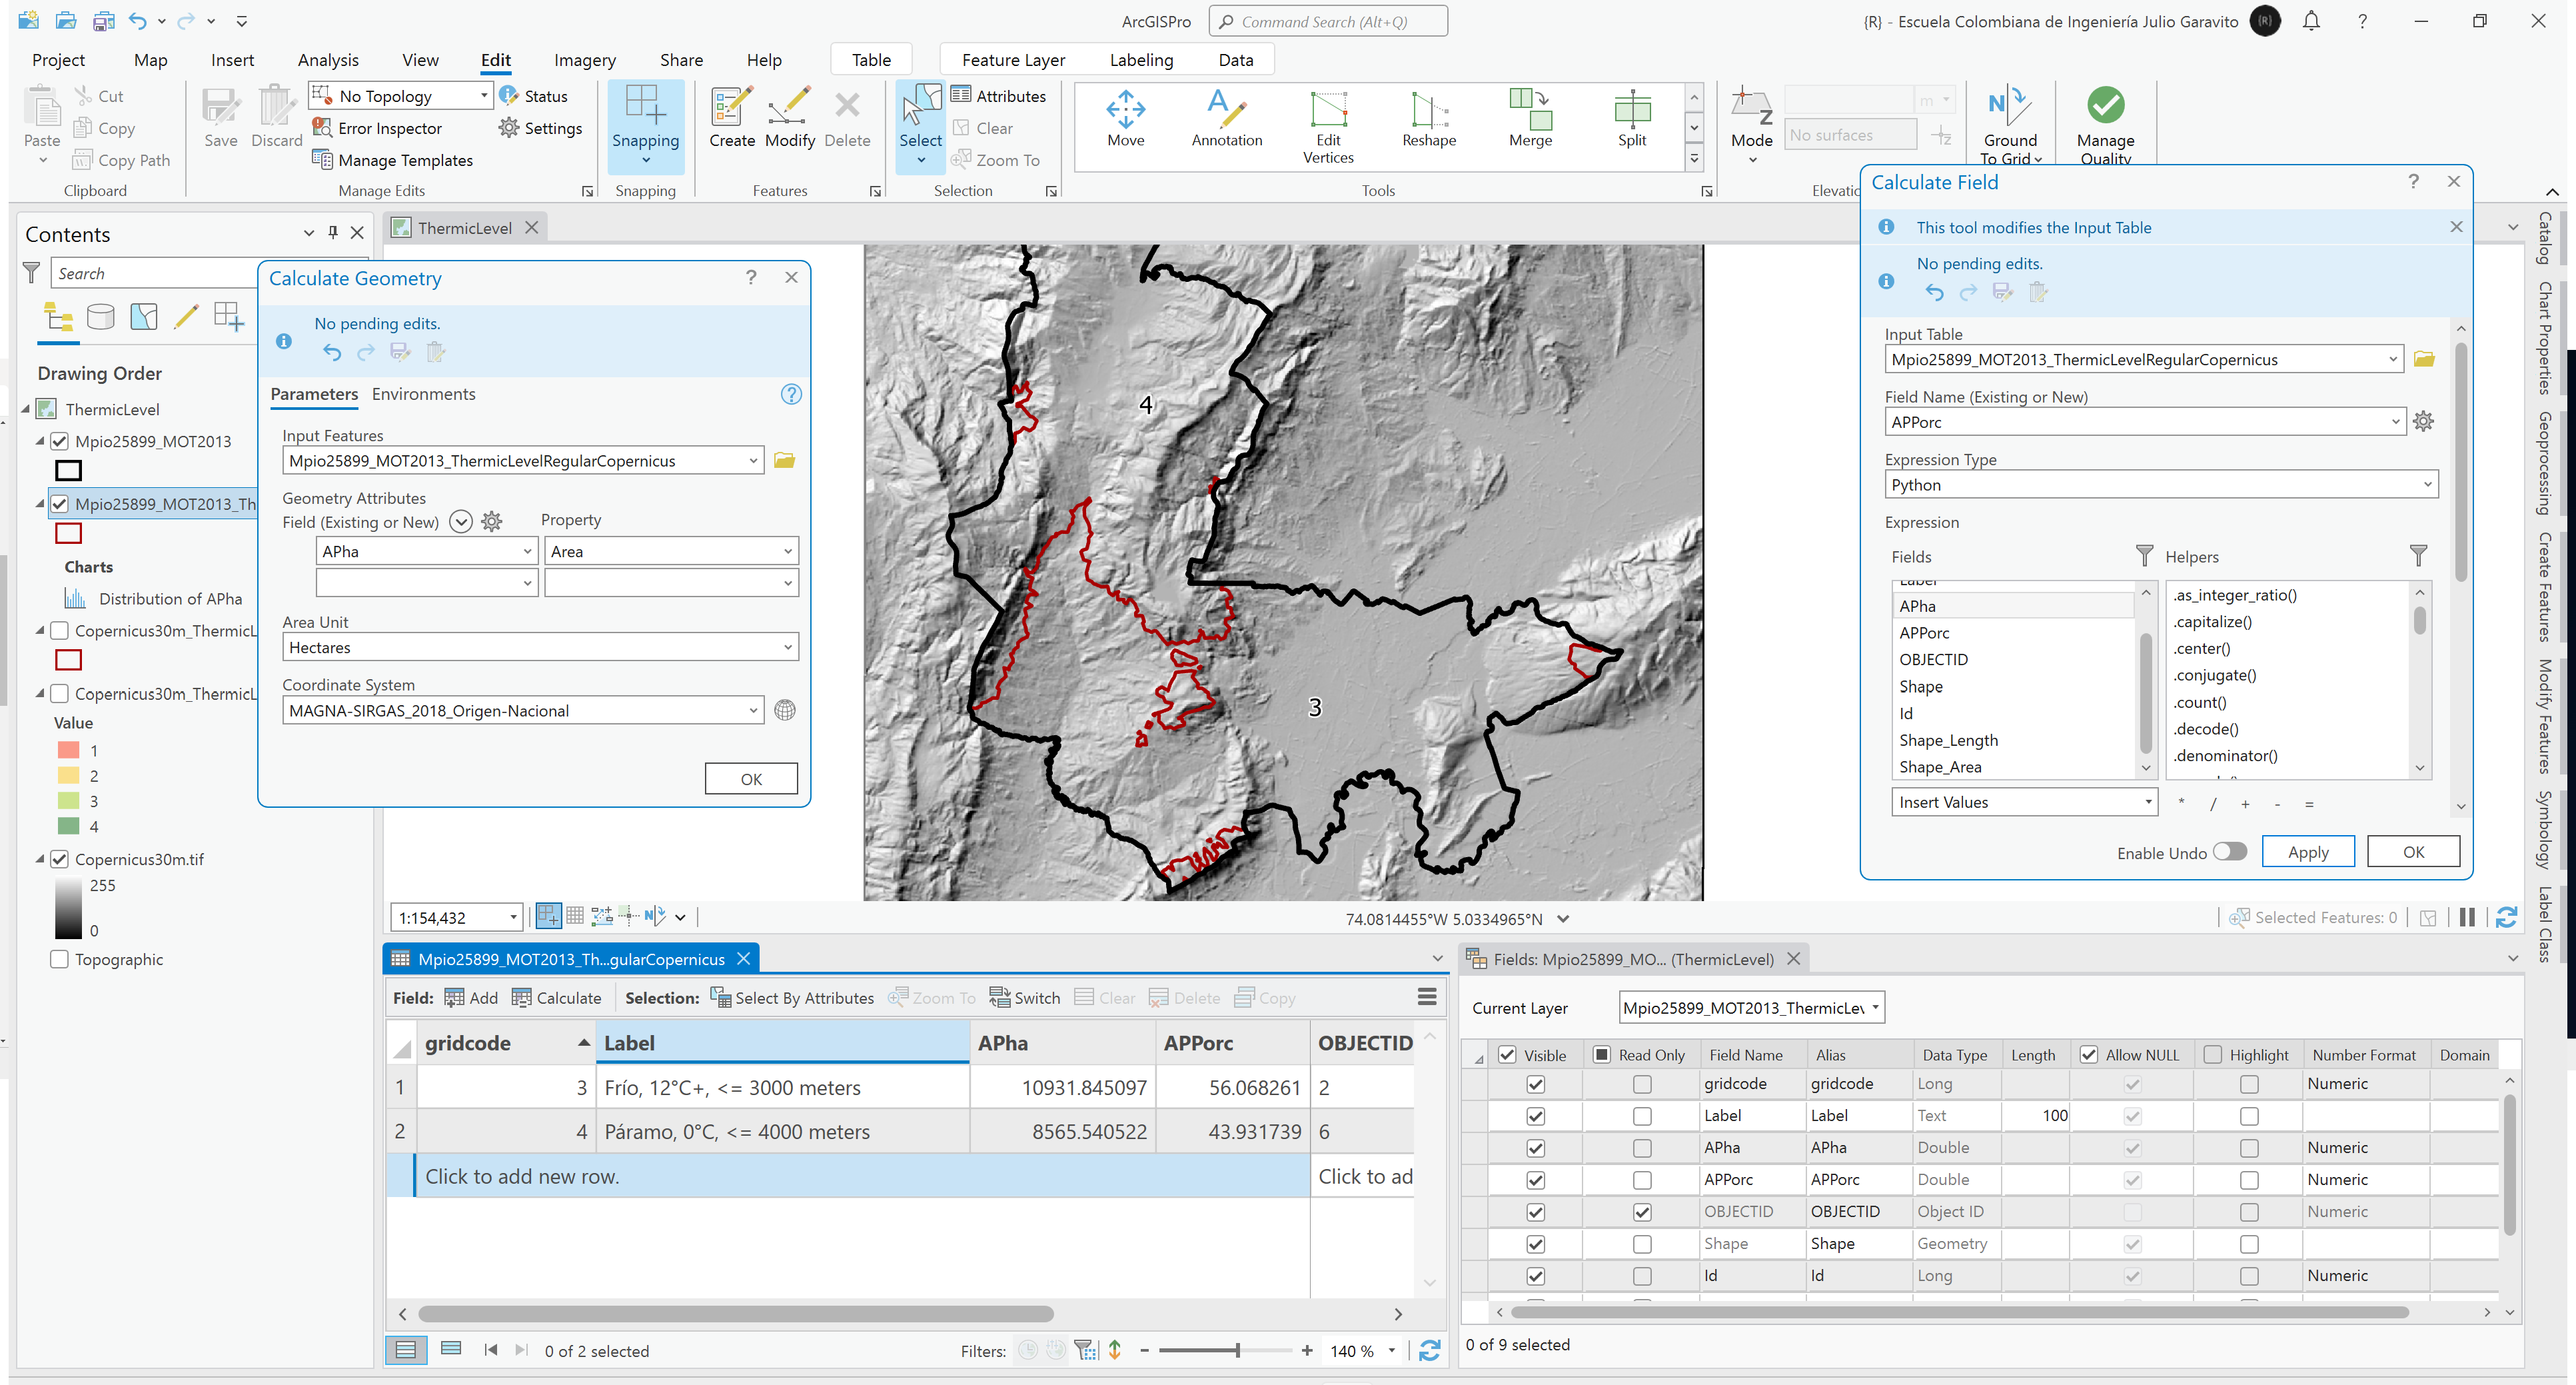 ArcGISPro
Command Search (Alt+Q)
{R} - Escuela Colombiana de Ingeniería Julio Garavito
{R}
Project
Map
Insert
Analysis
View
Edit
Imagery
Share
Help
Table
Feature Layer
Labeling
Data
Paste
Cut
Copy
Copy Path
Clipboard
Save
Discard
No Topology
Error Inspector
Manage Templates
Status
Settings
Manage Edits
Snapping
Snapping
Create
Modify
Delete
Features
Select
Attributes
Clear
Zoom To
Selection
Move
Annotation
Edit
Vertices
Reshape
Merge
Split
Tools
Mode
m
No surfaces
Elevatio
Ground
To Grid
Manage
Quality
Contents
Search
Drawing Order
ThermicLevel
Mpio25899_MOT2013
Mpio25899_MOT2013_Th
Charts
Distribution of APha
Copernicus30m_ThermicL
Copernicus30m_ThermicL
Value
1
2
3
4
Copernicus30m.tif
255
0
Topographic
ThermicLevel
4
3
Calculate Geometry
?
No pending edits.
Parameters
Environments
Input Features
Mpio25899_MOT2013_ThermicLevelRegularCopernicus
Geometry Attributes
Field (Existing or New)
Property
APha
Area
Area Unit
Hectares
Coordinate System
MAGNA-SIRGAS_2018_Origen-Nacional
OK
Calculate Field
?
This tool modifies the Input Table
No pending edits.
Input Table
Mpio25899_MOT2013_ThermicLevelRegularCopernicus
Field Name (Existing or New)
APPorc
Expression Type
Python
Expression
Fields
Helpers
Label
APha
APPorc
OBJECTID
Shape
Id
Shape_Length
Shape_Area
.as_integer_ratio()
.capitalize()
.center()
.conjugate()
.count()
.decode()
.denominator()
Insert Values
* / + - =
Enable Undo
Apply
OK
Catalog
Chart Properties
Geoprocessing
Create Features
Modify Features
Symbology
Label Class
1:154,432
74.0814455°W 5.0334965°N
Selected Features: 0
Mpio25899_MOT2013_Th...gularCopernicus
Field:
Add
Calculate
Selection:
Select By Attributes
Zoom To
Switch
Clear
Delete
Copy
gridcode Label APha APPorc OBJECTID
1 3 Frío, 12°C+, <= 3000 meters 10931.845097 56.068261 2
2 4 Páramo, 0°C, <= 4000 meters 8565.540522 43.931739 6
Click to add new row. Click to ad
0 of 2 selected
Filters:
140 %
Fields: Mpio25899_MO... (ThermicLevel)
Current Layer
Mpio25899_MOT2013_ThermicLev
Visible Read Only Field Name Alias Data Type Length Allow NULL Highlight Number Format Domain
gridcode gridcode Long Numeric
Label Label Text 100
APha APha Double Numeric
APPorc APPorc Double Numeric
OBJECTID OBJECTID Object ID Numeric
Shape Shape Geometry
Id Id Long Numeric
0 of 9 selected